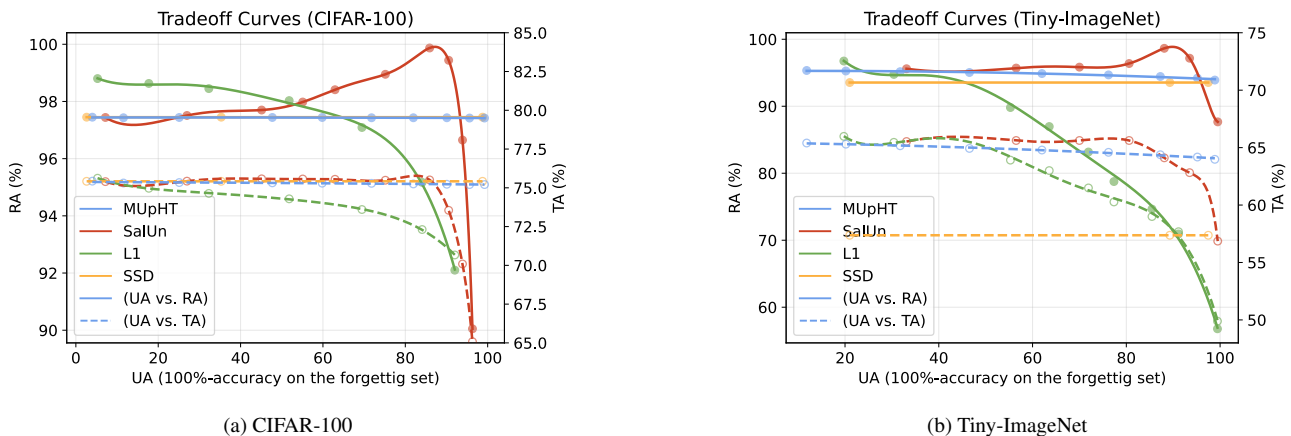 Tradeoff Curves (CIFAR-100)
100
98
96
94
92
90
RA (%)
85.0
82.5
80.0
77.5
75.0
72.5
70.0
67.5
65.0
TA (%)
MUpHT
SalUn
L1
SSD
(UA vs. RA)
(UA vs. TA)
0 20 40 60 80 100
UA (100%-accuracy on the forgettig set)
(a) CIFAR-100
Tradeoff Curves (Tiny-ImageNet)
100
90
80
70
60
RA (%)
75
70
65
60
55
50
TA (%)
MUpHT
SalUn
L1
SSD
(UA vs. RA)
(UA vs. TA)
20 40 60 80 100
UA (100%-accuracy on the forgettig set)
(b) Tiny-ImageNet